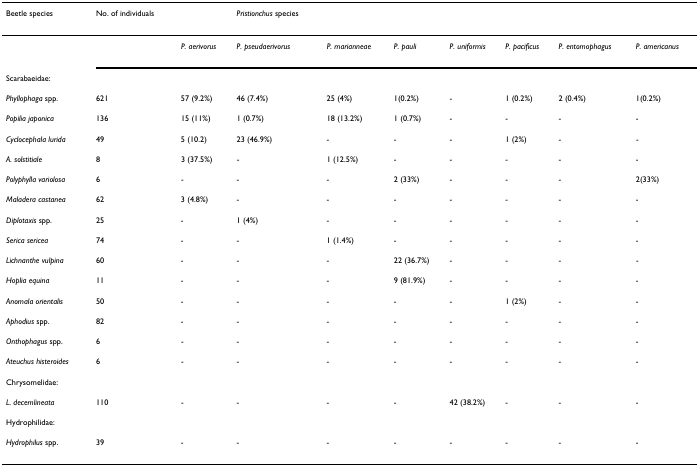 Beetle species No. of individuals Pristionchus species
P. aerivorus P. pseudaerivorus P. marianneae P. pauli P. uniformis P. pacificus P. entomophagus P. americanus
Scarabaeidae:
Phyllophaga spp. 621 57 (9.2%) 46 (7.4%) 25 (4%) 1(0.2%) - 1 (0.2%) 2 (0.4%) 1(0.2%)
Popilia japonica 136 15 (11%) 1 (0.7%) 18 (13.2%) 1 (0.7%) - - - -
Cyclocephala lurida 49 5 (10.2) 23 (46.9%) - - - 1 (2%) - -
A. solstitiale 8 3 (37.5%) - 1 (12.5%) - - - - -
Polyphylla variolosa 6 - - - 2 (33%) - - - 2(33%)
Maladera castanea 62 3 (4.8%) - - - - - - -
Diplotaxis spp. 25 - 1 (4%) - - - - - -
Serica sericea 74 - - 1 (1.4%) - - - - -
Lichnanthe vulpina 60 - - - 22 (36.7%) - - - -
Hoplia equina 11 - - - 9 (81.9%) - - - -
Anomala orientalis 50 - - - - - 1 (2%) - -
Aphodius spp. 82 - - - - - - - -
Onthophagus spp. 6 - - - - - - - -
Ateuchus histeroides 6 - - - - - - - -
Chrysomelidae:
L. decemlineata 110 - - - - 42 (38.2%) - - -
Hydrophilidae:
Hydrophilus spp. 39 - - - - - - - -